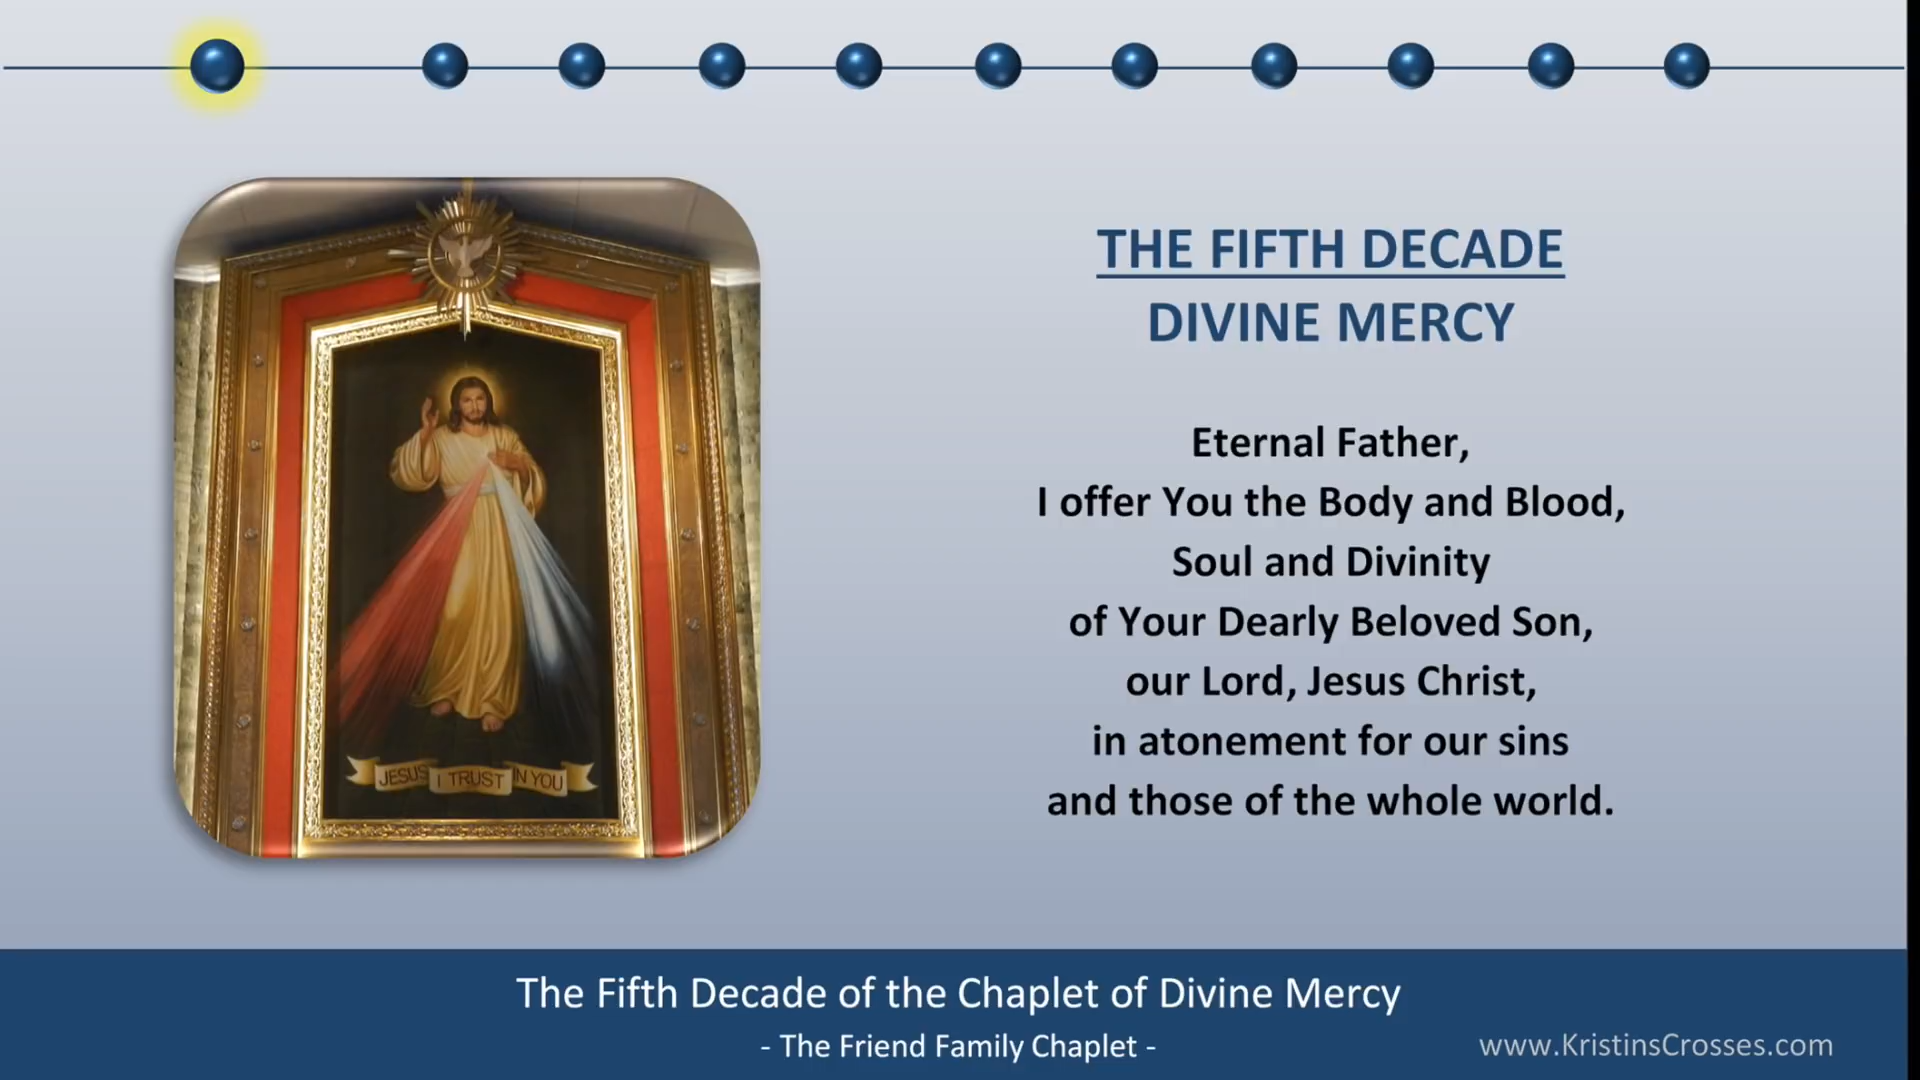 THE FIFTH DECADE
DIVINE MERCY
Eternal Father,
I offer You the Body and Blood,
Soul and Divinity
of Your Dearly Beloved Son,
our Lord, Jesus Christ,
in atonement for our sins
and those of the whole world.
JESUS I TRUST IN YOU
The Fifth Decade of the Chaplet of Divine Mercy
- The Friend Family Chaplet -
www.KristinsCrosses.com